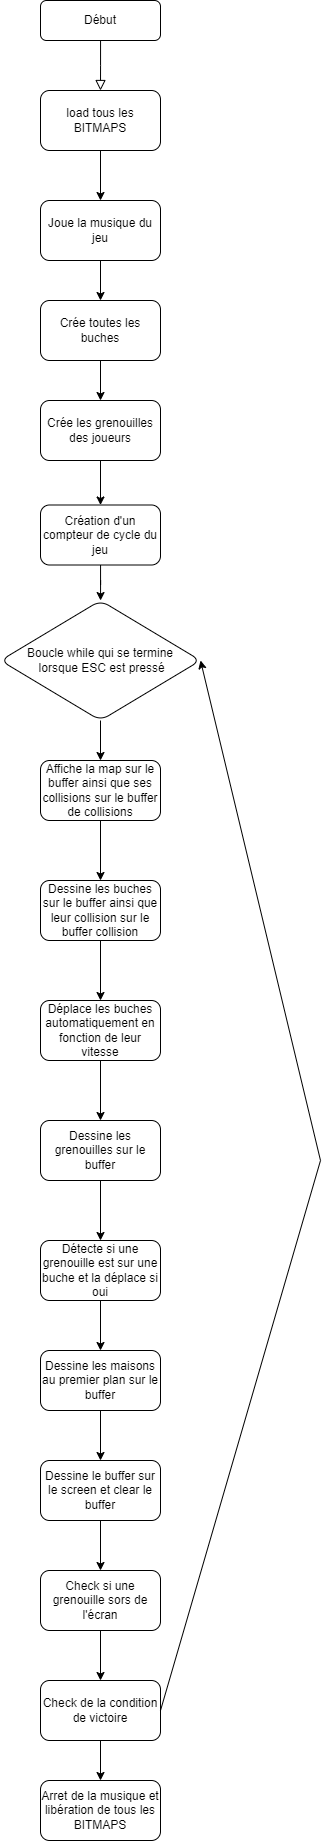 Début
load tous les
BITMAPS
Joue la musique du
jeu
Crée toutes les
buches
Crée les grenouilles
des joueurs
Création d'un
compteur de cycle du
jeu
Boucle while qui se termine
lorsque ESC est pressé
Affiche la map sur le
buffer ainsi que ses
collisions sur le buffer
de collisions
Dessine les buches
sur le buffer ainsi que
leur collision sur le
buffer collision
Déplace les buches
automatiquement en
fonction de leur
vitesse
Dessine les
grenouilles sur le
buffer
Détecte si une
grenouille est sur une
buche et la déplace si
oui
Dessine les maisons
au premier plan sur le
buffer
Dessine le buffer sur
le screen et clear le
buffer
Check si une
grenouille sors de
l'écran
Check de la condition
de victoire
Arret de la musique et
libération de tous les
BITMAPS